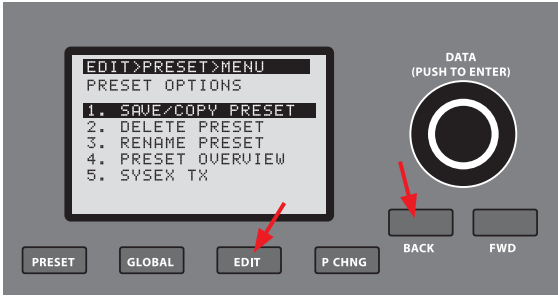 EDIT>PRESET>MENU
PRESET OPTIONS
1. SAVE/COPY PRESET
2. DELETE PRESET
3. RENAME PRESET
4. PRESET OVERVIEW
5. SYSEX TX
DATA
(PUSH TO ENTER)
BACK
FWD
PRESET
GLOBAL
EDIT
P CHNG